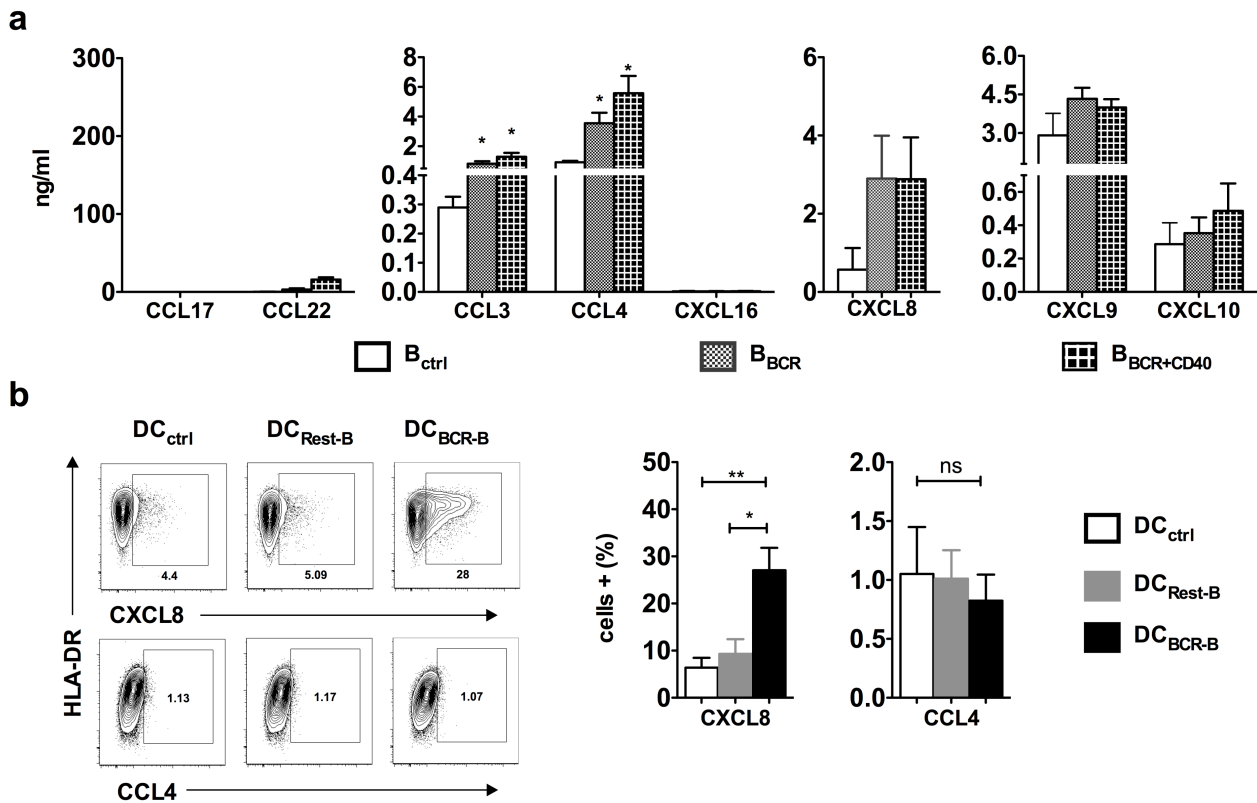 a
ng/ml
300
200
100
0
CCL17 CCL22
8
6
4
2
0.4
0.3
0.2
0.1
0.0
* * * *
CCL3 CCL4 CXCL16
6
4
2
0
CXCL8
6.0
4.5
3.0
0.6
0.4
0.2
0.0
CXCL9 CXCL10
Bctrl BBCR BBCR+CD40
b
DCctrl DCRest-B DCBCR-B
4.4 5.09 28
CXCL8
HLA-DR
1.13 1.17 1.07
CCL4
cells + (%)
50
40
30
20
10
0
**
*
CXCL8
2.0
1.5
1.0
0.5
0.0
ns
CCL4
DCctrl
DCRest-B
DCBCR-B